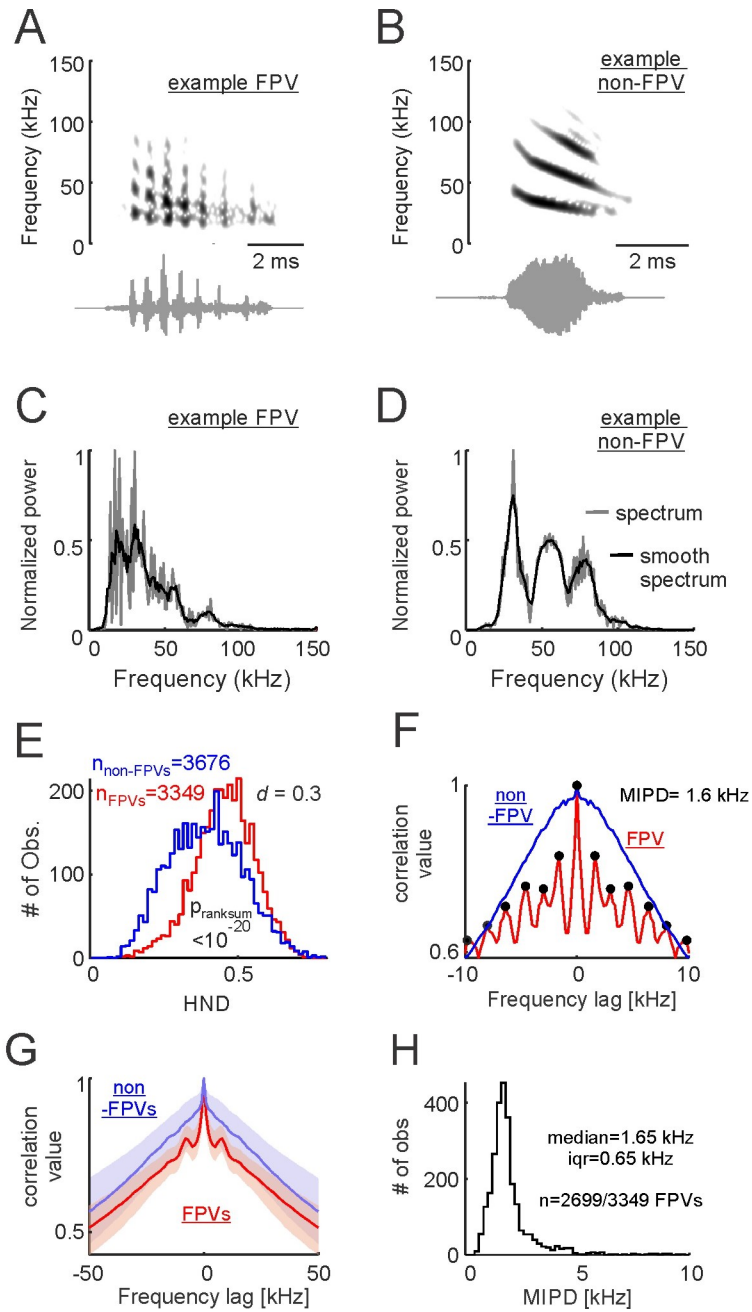 A
150
100
50
0
Frequency (kHz)
example FPV
2 ms
B
150
100
50
0
Frequency (kHz)
example
non-FPV
2 ms
C
example FPV
1
0.5
0
Normalized power
0 50 100 150
Frequency (kHz)
D
example
non-FPV
1
0.5
0
Normalized power
spectrum
smooth
spectrum
0 50 100 150
Frequency (kHz)
E
nnon-FPVs=3676
nFPVs=3349
d = 0.3
200
100
0
# of Obs.
pranksum
<10-20
0 0.5
HND
F
1
0.6
correlation
value
non
-FPV
MIPD= 1.6 kHz
FPV
-10 0 10
Frequency lag [kHz]
G
1
0.5
correlation
value
non
-FPVs
FPVs
-50 0 50
Frequency lag [kHz]
H
400
200
0
# of obs
median=1.65 kHz
iqr=0.65 kHz
n=2699/3349 FPVs
0 5 10
MIPD [kHz]